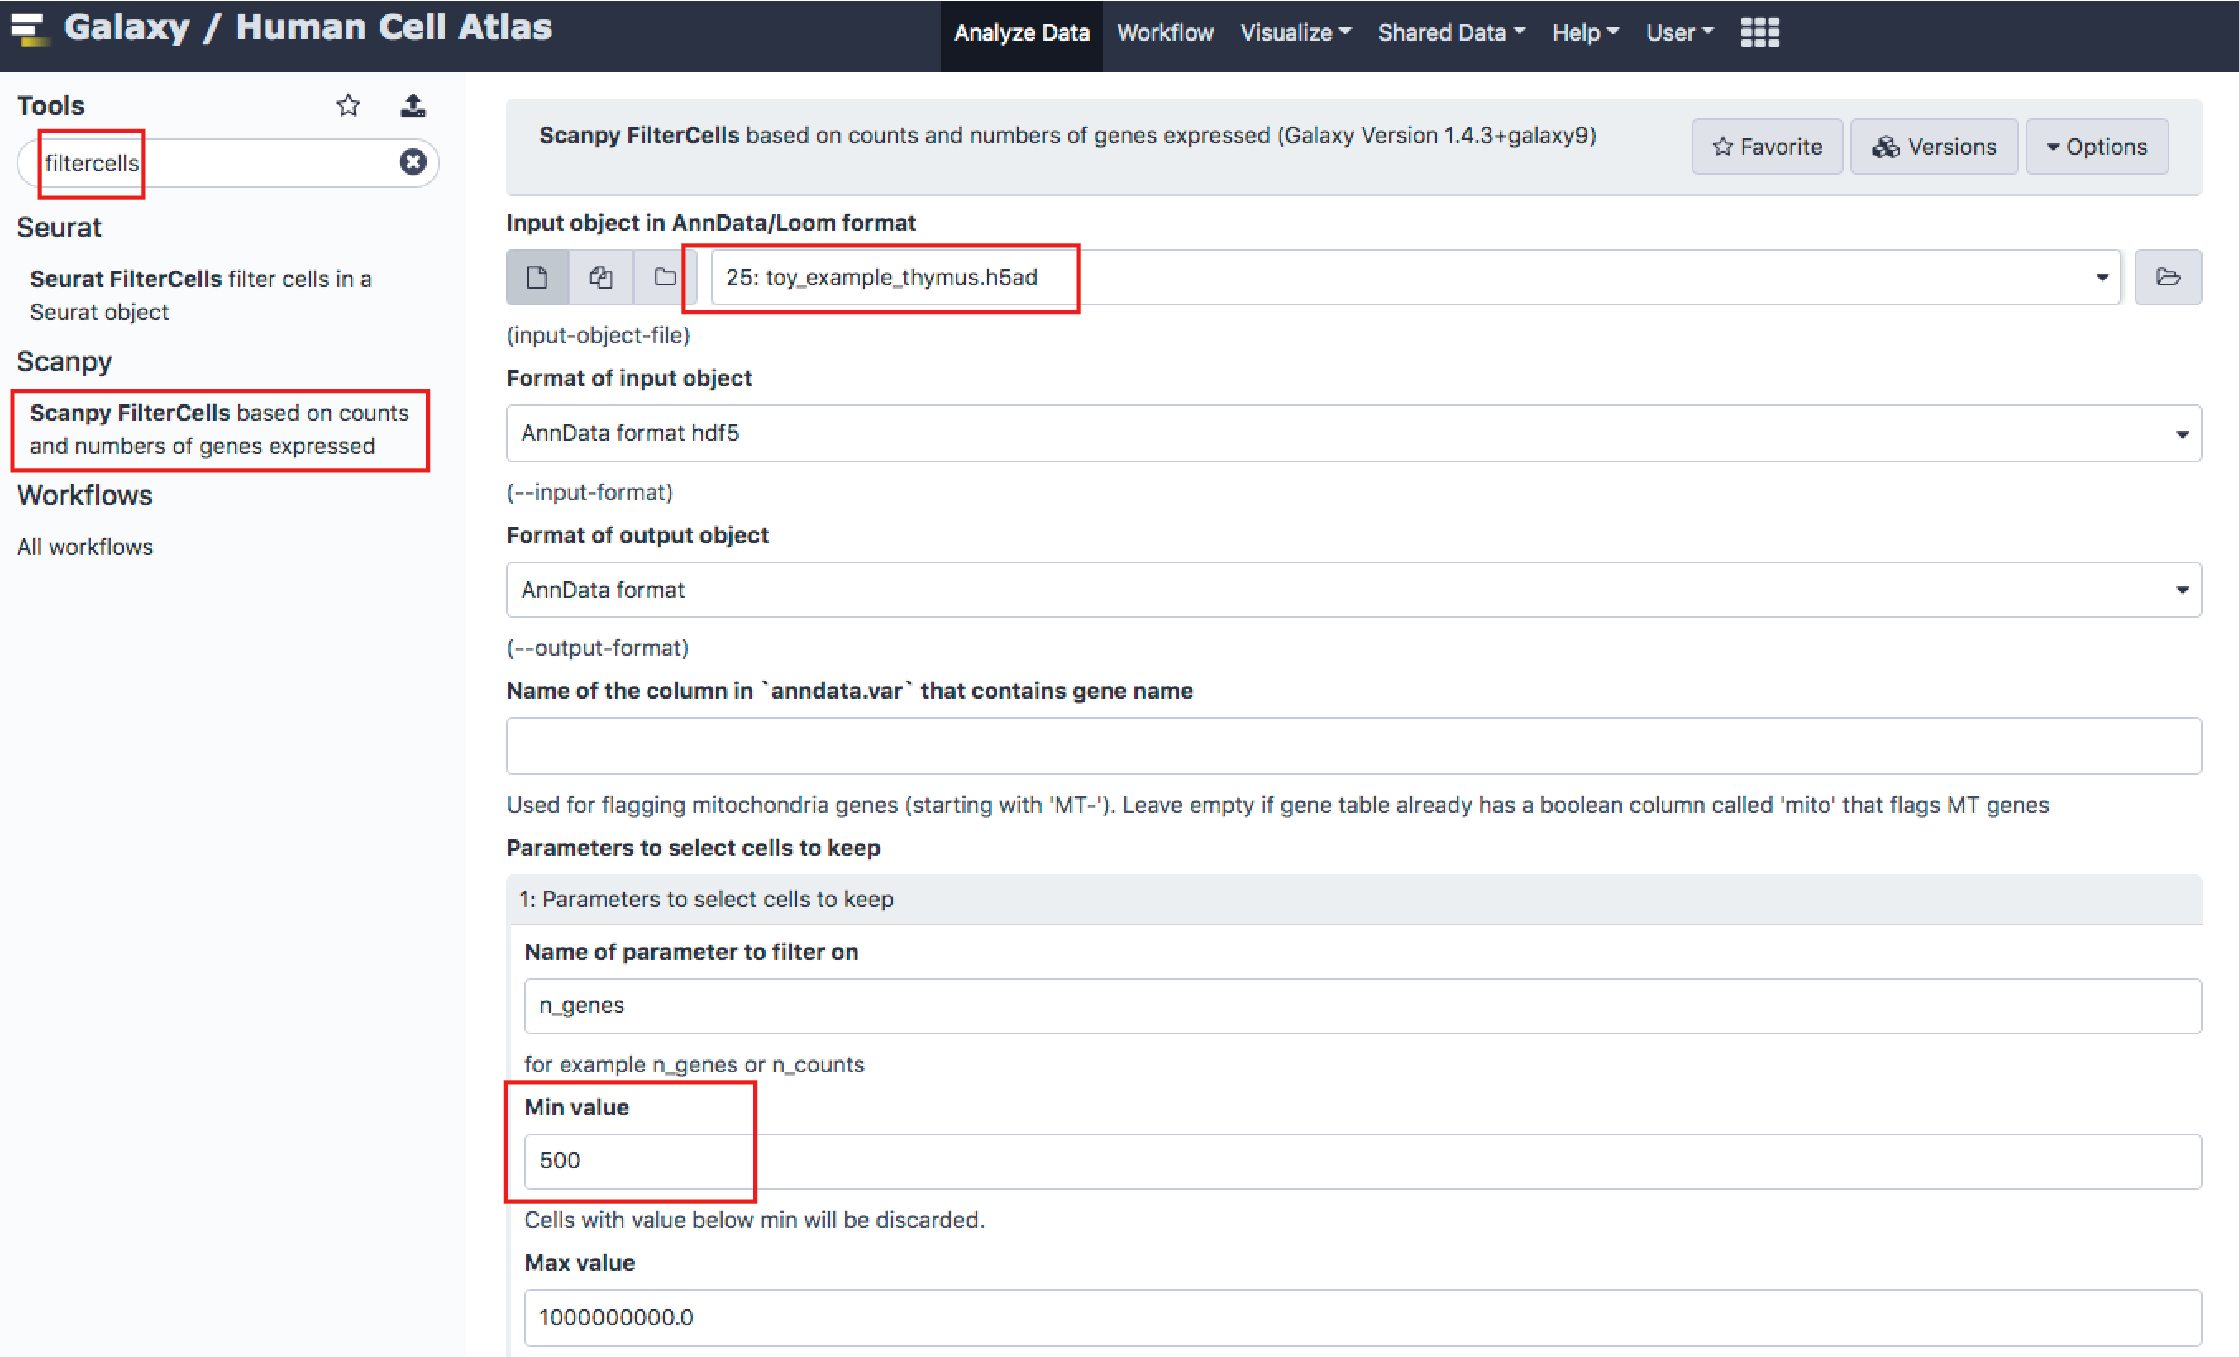 Galaxy / Human Cell Atlas
Analyze Data Workflow Visualize Shared Data Help User
Tools
filtercells
Seurat
Seurat FilterCells filter cells in a
Seurat object
Scanpy
Scanpy FilterCells based on counts
and numbers of genes expressed
Workflows
All workflows
Scanpy FilterCells based on counts and numbers of genes expressed (Galaxy Version 1.4.3+galaxy9)
Favorite Versions Options
Input object in AnnData/Loom format
25: toy_example_thymus.h5ad
(input-object-file)
Format of input object
AnnData format hdf5
(--input-format)
Format of output object
AnnData format
(--output-format)
Name of the column in `anndata.var` that contains gene name
Used for flagging mitochondria genes (starting with 'MT-'). Leave empty if gene table already has a boolean column called 'mito' that flags MT genes
Parameters to select cells to keep
1: Parameters to select cells to keep
Name of parameter to filter on
n_genes
for example n_genes or n_counts
Min value
500
Cells with value below min will be discarded.
Max value
1000000000.0